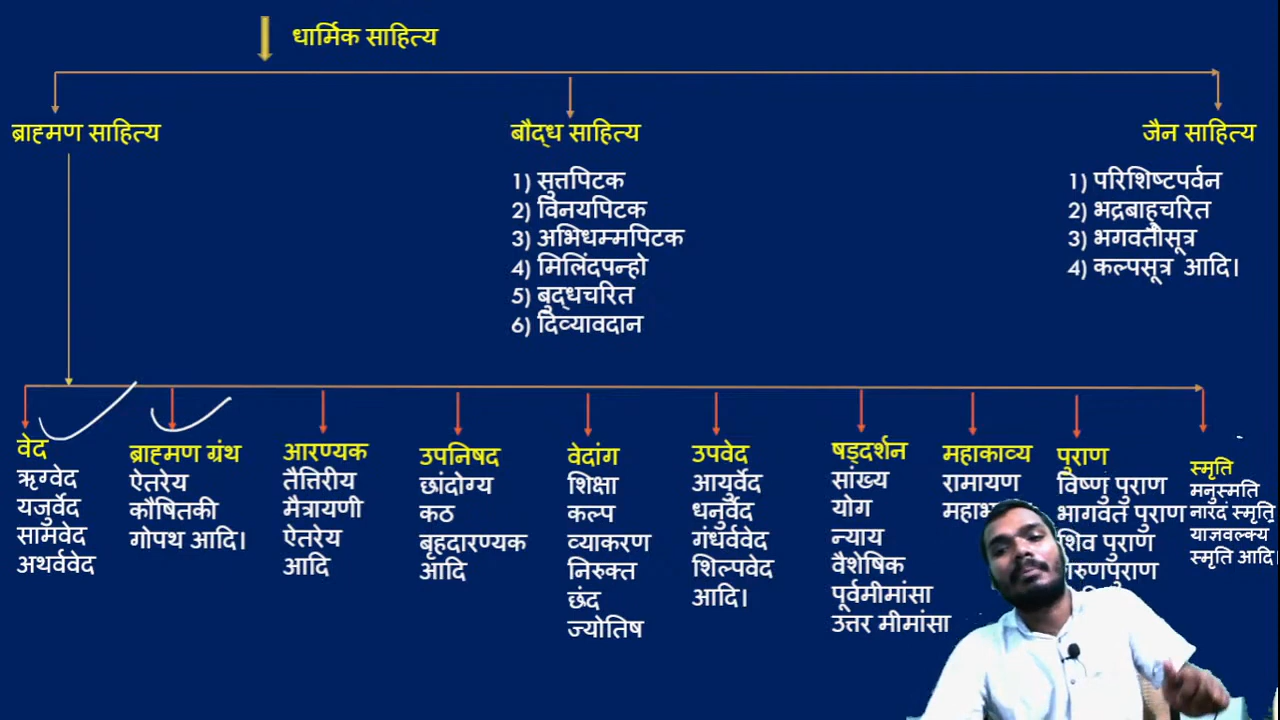 धार्मिक साहित्य
ब्राह्मण साहित्य
बौद्ध साहित्य
1) सुत्तपिटक
2) विनयपिटक
3) अभिधम्मपिटक
4) मिलिंदपन्हो
5) बुद्धचरित
6) दिव्यावदान
जैन साहित्य
1) परिशिष्टपर्वन
2) भद्रबाहुचरित
3) भगवतीसूत्र
4) कल्पसूत्र आदि।
वेद
ऋग्वेद
यजुर्वेद
सामवेद
अथर्ववेद
ब्राह्मण ग्रंथ
ऐतरेय
कौषितकी
गोपथ आदि।
आरण्यक
तैत्तिरीय
मैत्रायणी
ऐतरेय
आदि
उपनिषद
छांदोग्य
कठ
बृहदारण्यक
आदि
वेदांग
शिक्षा
कल्प
व्याकरण
निरुक्त
छंद
ज्योतिष
उपवेद
आयुर्वेद
धनुर्वेद
गंधर्ववेद
शिल्पवेद
आदि।
षड्दर्शन
सांख्य
योग
न्याय
वैशेषिक
पूर्वमीमांसा
उत्तर मीमांसा
महाकाव्य
रामायण
पुराण
विष्णु पुराण
भागवत पुराण
शिव पुराण
स्मृति
मनुस्मति
नारद स्मृति
याज्ञवल्क्य
स्मृति आदि